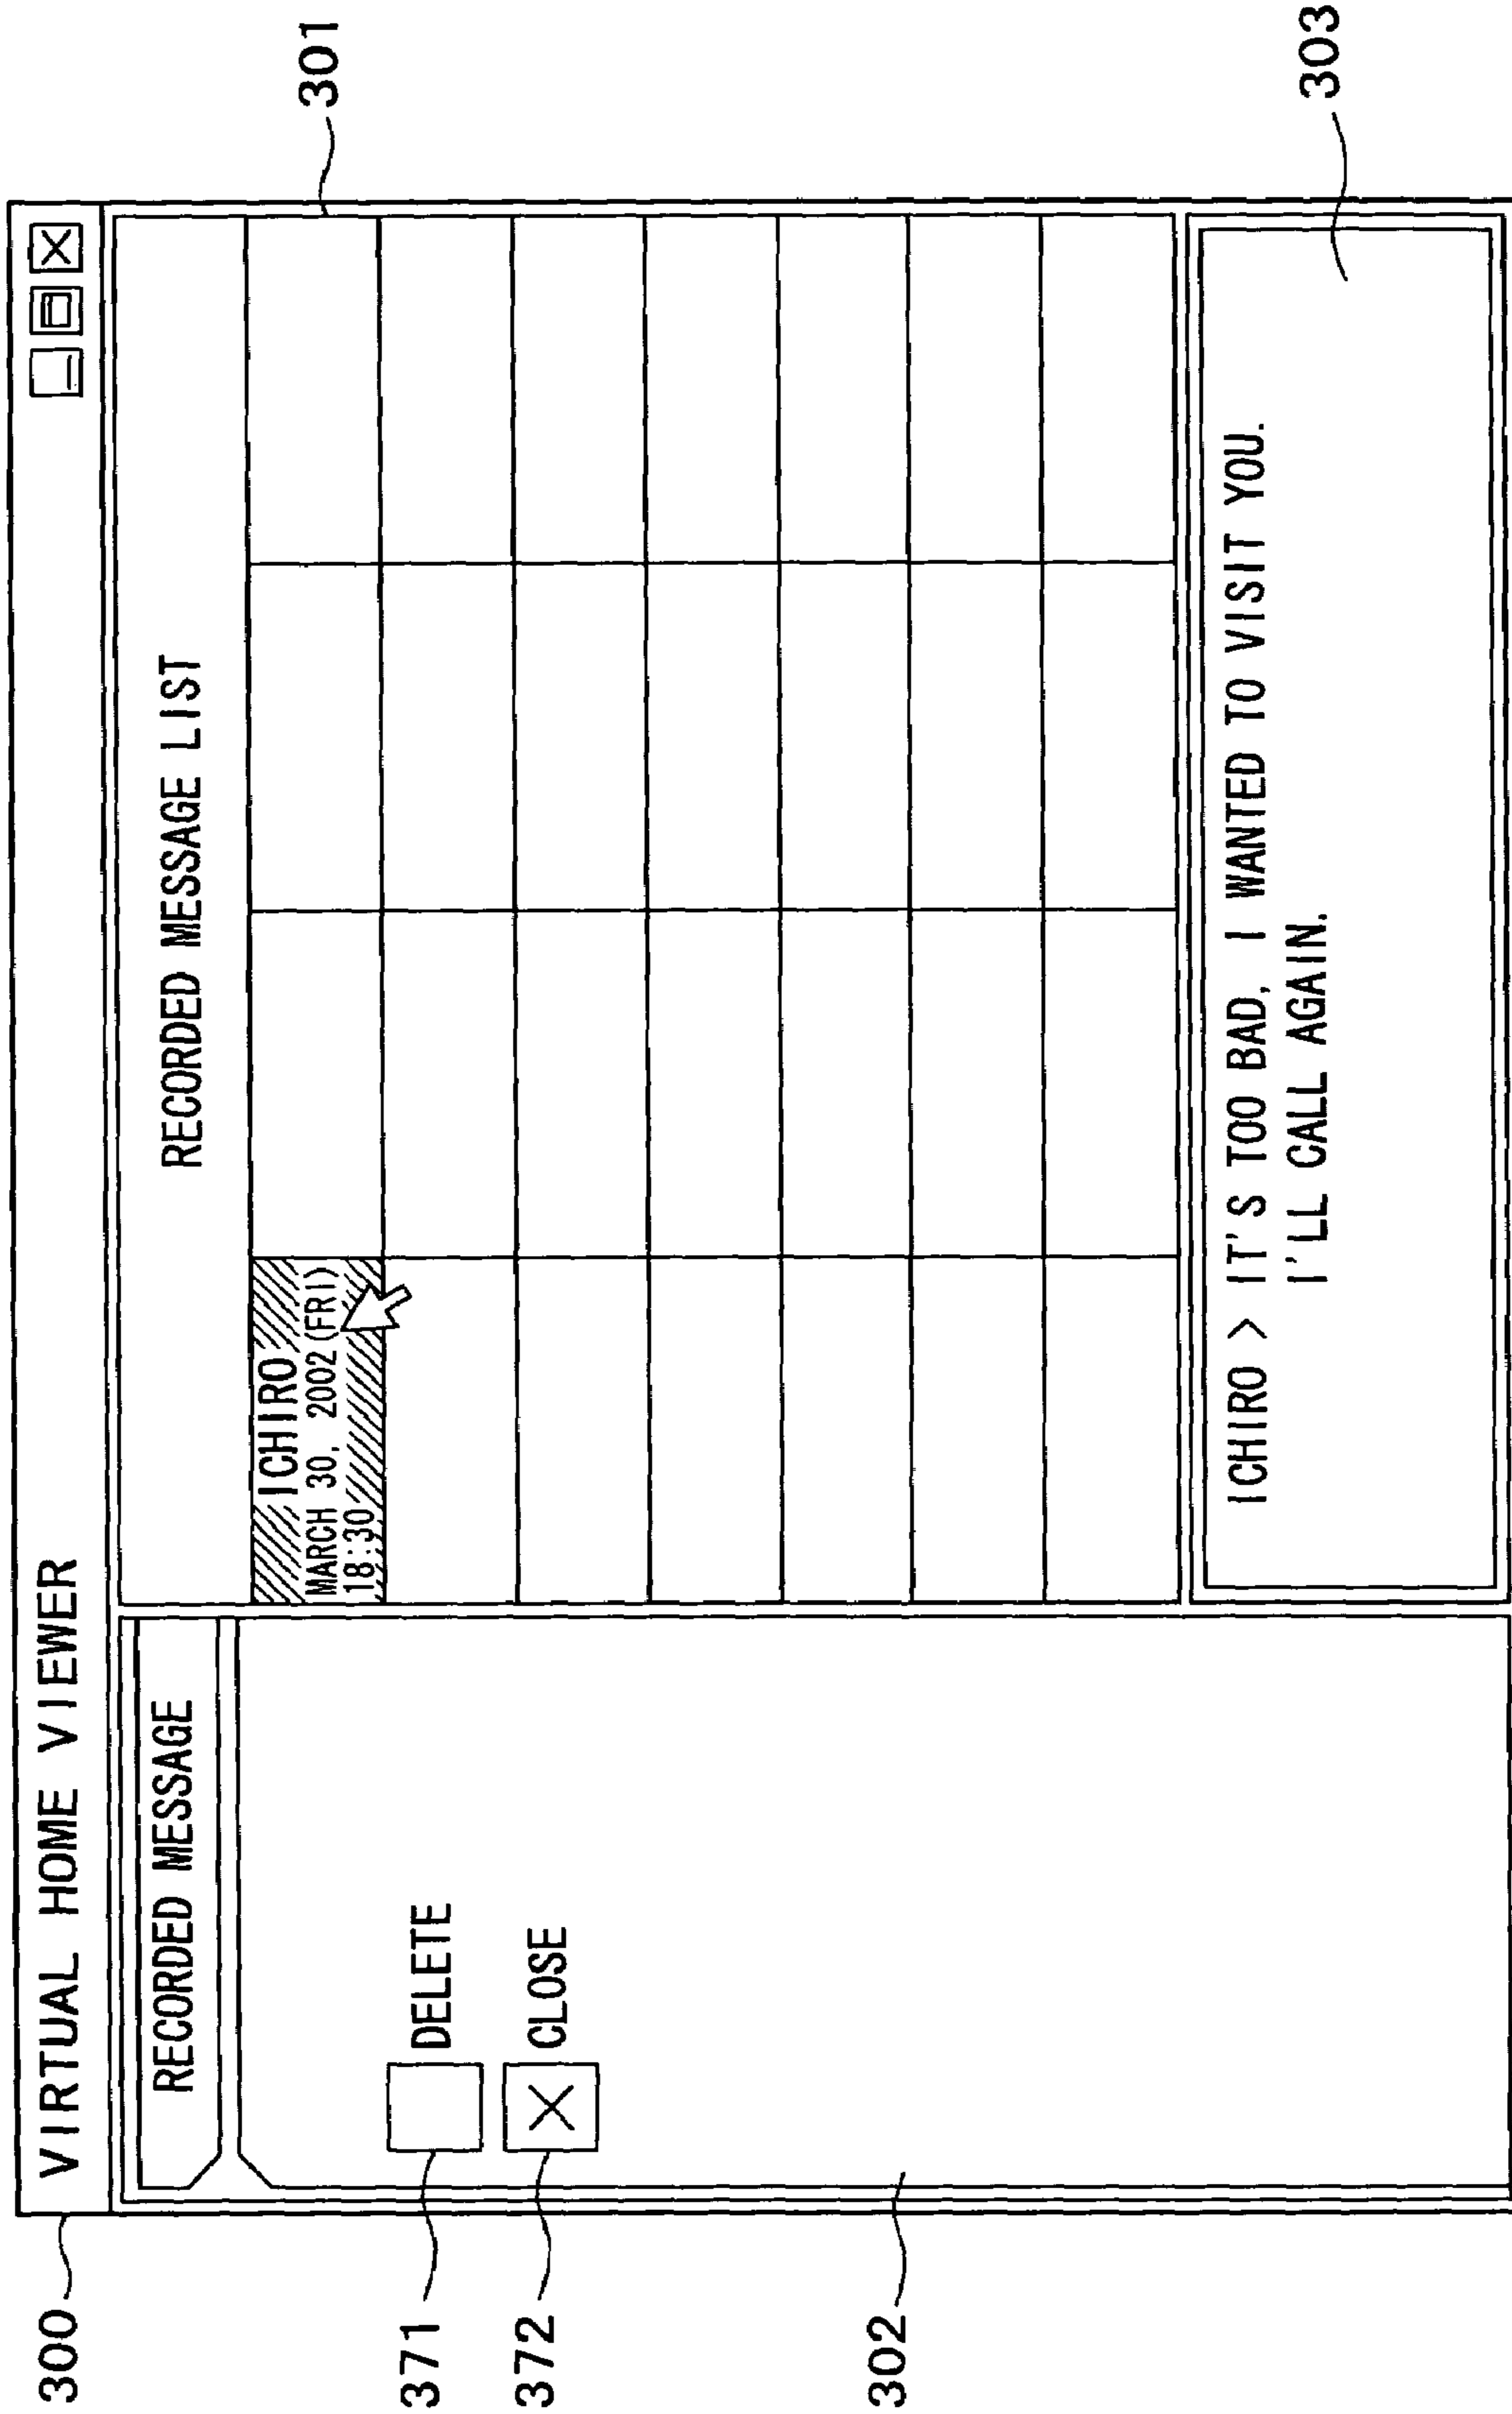 VIRTUAL HOME VIEWER
300
RECORDED MESSAGE
371
DELETE
372
CLOSE
302
RECORDED MESSAGE LIST
301
ICHIRO
MARCH 30, 2002 (FRI)
18:30
ICHIRO > IT'S TOO BAD, I WANTED TO VISIT YOU.
I'LL CALL AGAIN.
303